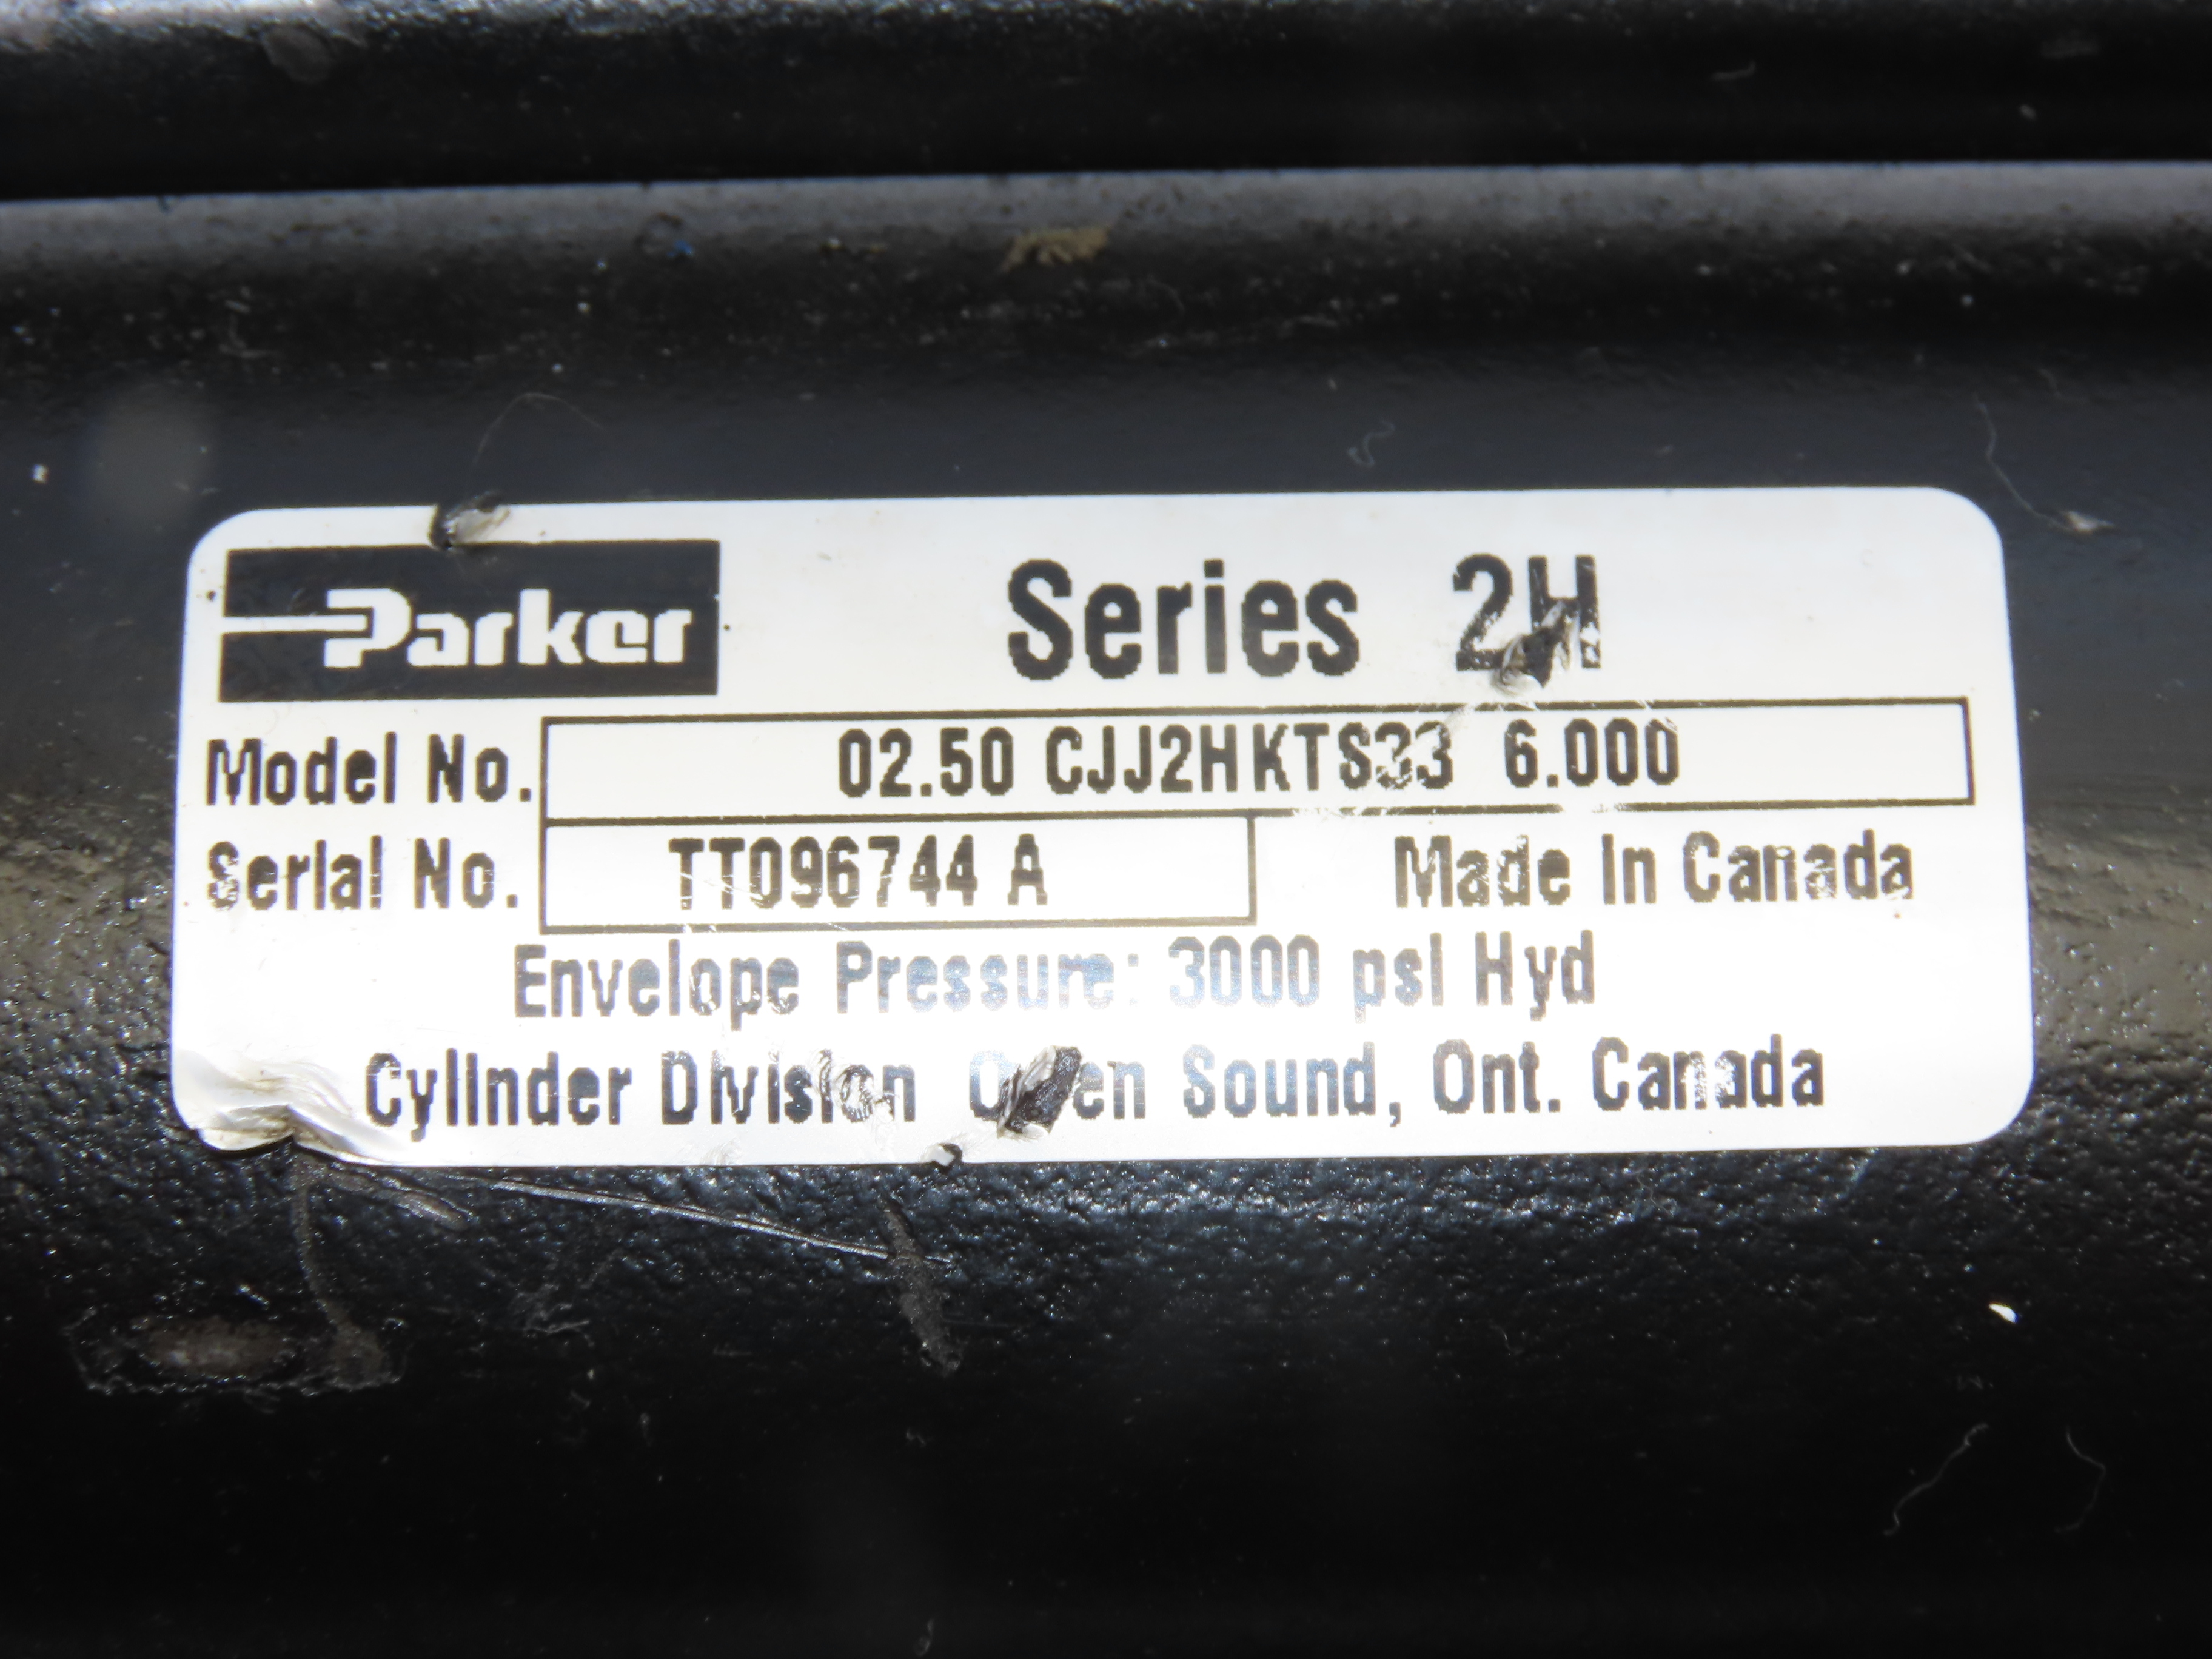 Parker
Series 2H
Model No. 02.50 CJJ2HKTS33 6.000
Serial No. TT096744 A Made In Canada
Envelope Pressure: 3000 psi Hyd
Cylinder Division Owen Sound, Ont. Canada